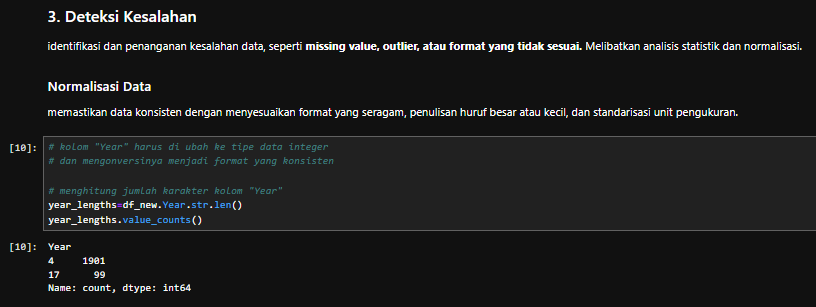 3. Deteksi Kesalahan
identifikasi dan penanganan kesalahan data, seperti missing value, outlier, atau format yang tidak sesuai. Melibatkan analisis statistik dan normalisasi.
Normalisasi Data
memastikan data konsisten dengan menyesuaikan format yang seragam, penulisan huruf besar atau kecil, dan standarisasi unit pengukuran.
[10]: # kolom "Year" harus di ubah ke tipe data integer
# dan mengonversinya menjadi format yang konsisten
# menghitung jumlah karakter kolom "Year"
year_lengths=df_new.Year.str.len()
year_lengths.value_counts()
[10]: Year
4     1901
17      99
Name: count, dtype: int64